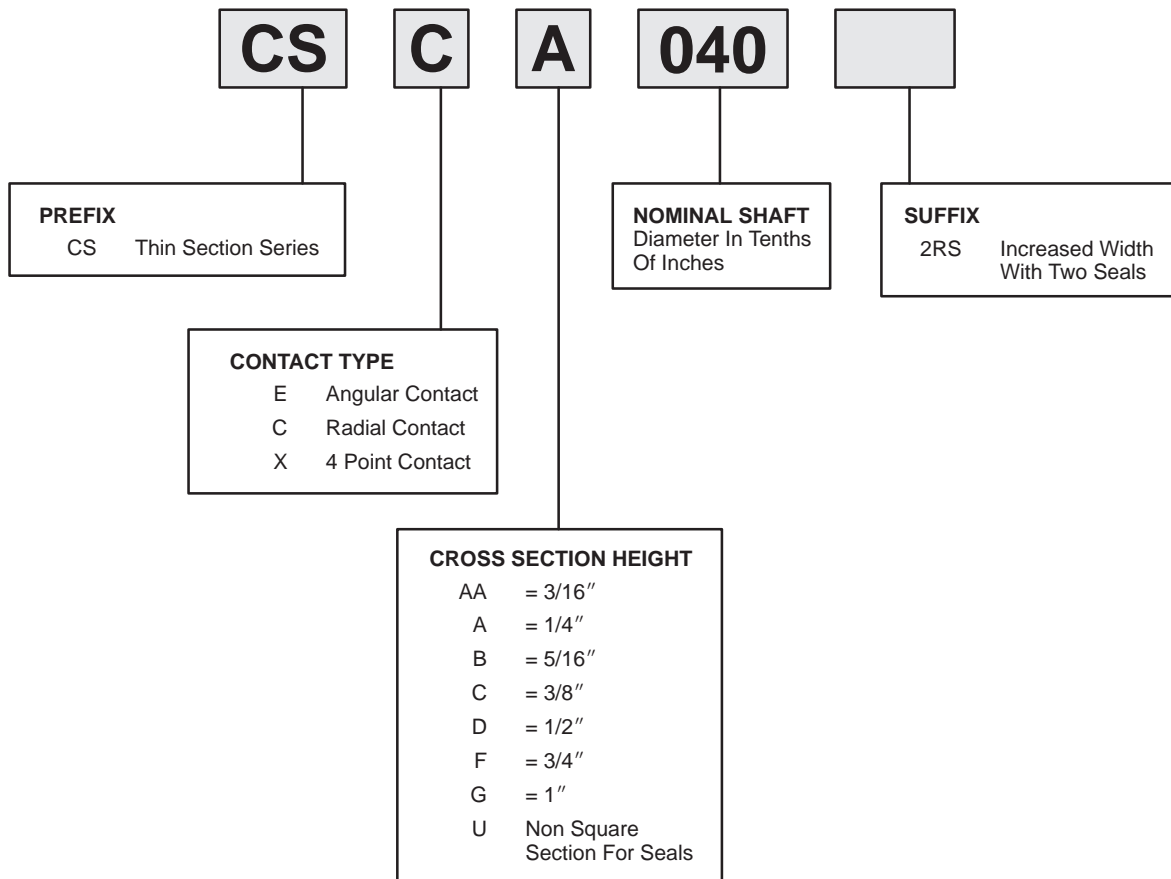 CS C A 040
PREFIX
CS Thin Section Series
NOMINAL SHAFT
Diameter In Tenths
Of Inches
SUFFIX
2RS Increased Width
With Two Seals
CONTACT TYPE
E Angular Contact
C Radial Contact
X 4 Point Contact
CROSS SECTION HEIGHT
AA = 3/16″
A = 1/4″
B = 5/16″
C = 3/8″
D = 1/2″
F = 3/4″
G = 1″
U Non Square
Section For Seals